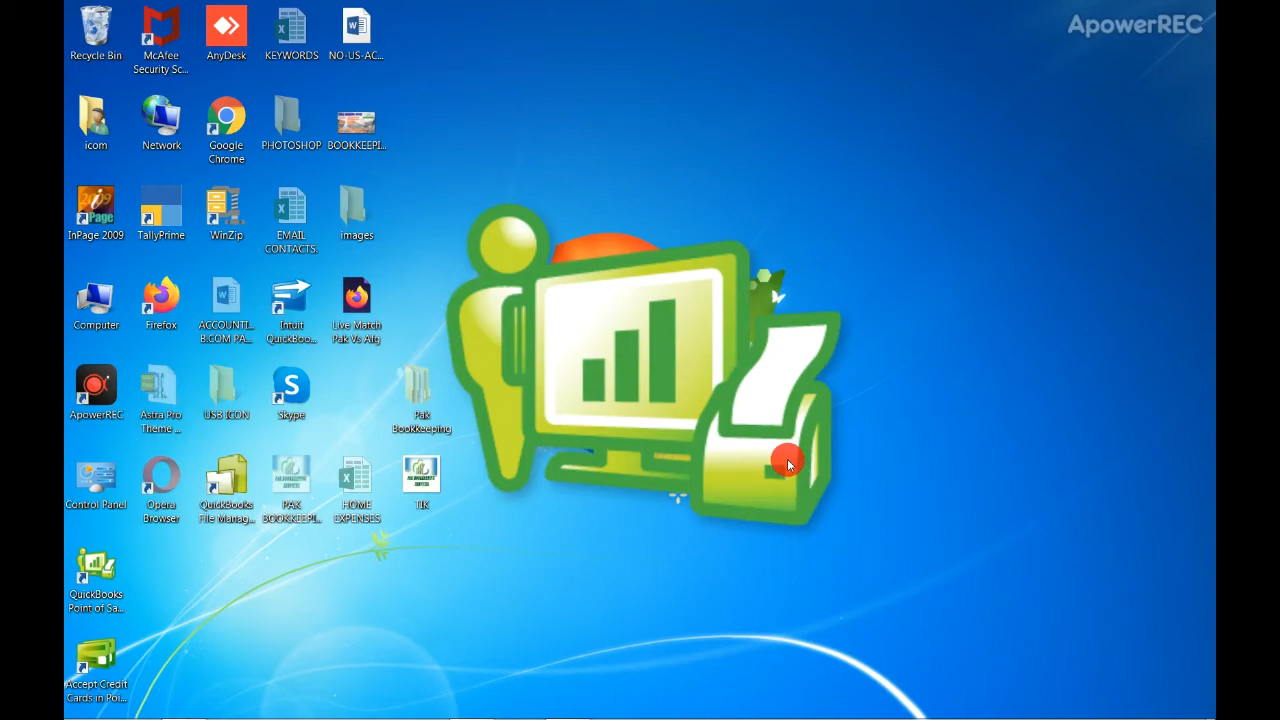 ApowerREC
Recycle Bin
McAfee
Security Sc...
AnyDesk
KEYWORDS
NO-US-AC...
icom
Network
Google
Chrome
PHOTOSHOP
BOOKKEEPI...
InPage 2009
TallyPrime
WinZip
EMAIL
CONTACTS.
images
Computer
Firefox
ACCOUNTI...
B.COM PA...
Intuit
QuickBoo...
Live Match
Pak Vs Afg
ApowerREC
Astra Pro
Theme ...
USB ICON
Skype
Pak
Bookkeeping
Control Panel
Opera
Browser
QuickBooks
File Manag...
PAK
BOOKKEEPI...
HOME
EXPENSES
TIK
QuickBooks
Point of Sa...
Accept Credit
Cards in Poi...